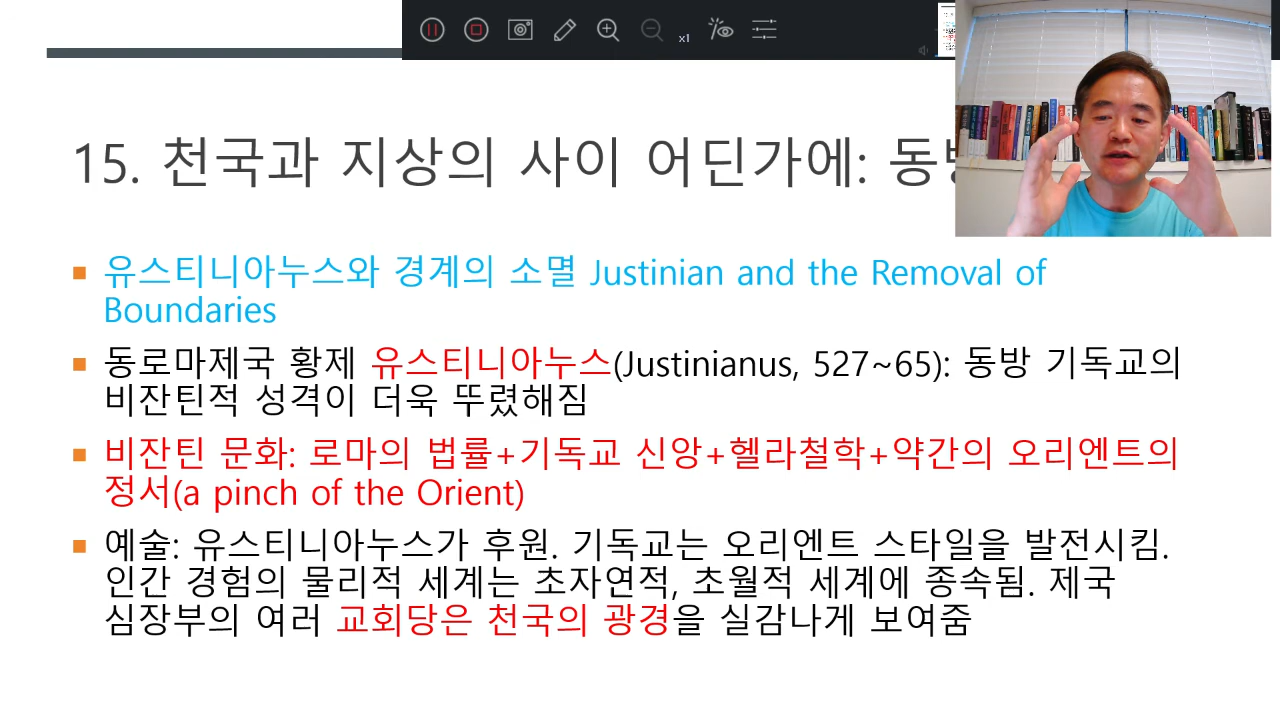 x1
15. 천국과 지상의 사이 어딘가에:
유스티니아누스와 경계의 소멸 Justinian and the Removal of
Boundaries
동로마제국 황제 유스티니아누스(Justinianus, 527~65): 동방 기독교의
비잔틴적 성격이 더욱 뚜렸해짐
비잔틴 문화: 로마의 법률+기독교 신앙+헬라철학+약간의 오리엔트의
정서(a pinch of the Orient)
예술: 유스티니아누스가 후원. 기독교는 오리엔트 스타일을 발전시킴.
인간 경험의 물리적 세계는 초자연적, 초월적 세계에 종속됨. 제국
심장부의 여러 교회당은 천국의 광경을 실감나게 보여줌